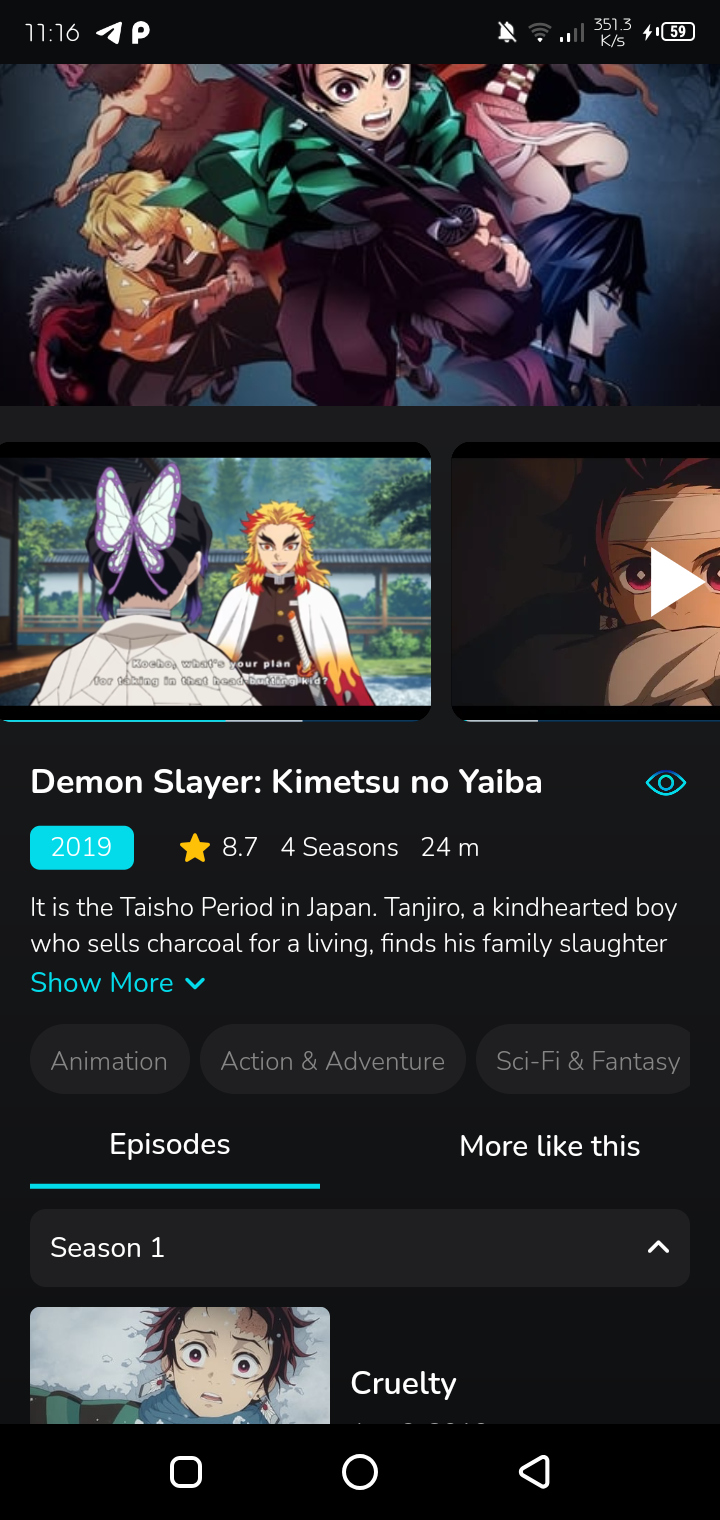 11:16
351.3
K/s
59
Kocho, what's your plan
for taking in that head-butting kid?
Demon Slayer: Kimetsu no Yaiba
2019
8.7
4 Seasons
24 m
It is the Taisho Period in Japan. Tanjiro, a kindhearted boy
who sells charcoal for a living, finds his family slaughter
Show More
Animation
Action & Adventure
Sci-Fi & Fantasy
Episodes
More like this
Season 1
Cruelty